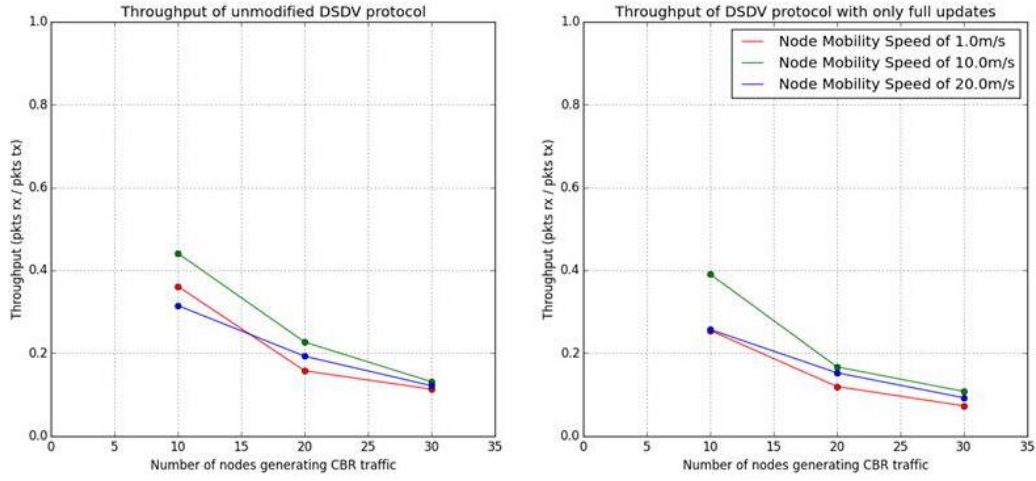 Throughput of unmodified DSDV protocol
1.0
0.8
0.6
0.4
0.2
0.0
Throughput (pkts rx / pkts tx)
0 5 10 15 20 25 30 35
Number of nodes generating CBR traffic
Throughput of DSDV protocol with only full updates
Node Mobility Speed of 1.0m/s
Node Mobility Speed of 10.0m/s
Node Mobility Speed of 20.0m/s
1.0
0.8
0.6
0.4
0.2
0.0
Throughput (pkts rx / pkts tx)
0 5 10 15 20 25 30 35
Number of nodes generating CBR traffic